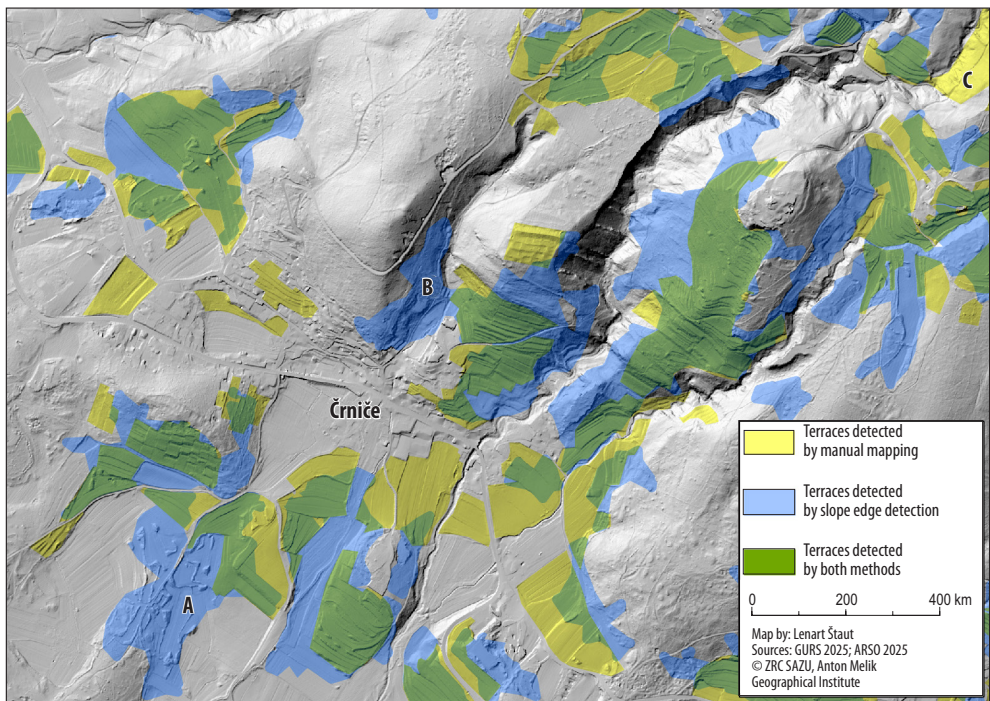 C
B
Črniče
A
Terraces detected
by manual mapping
Terraces detected
by slope edge detection
Terraces detected
by both methods
0 200 400 km
Map by: Lenart Štaut
Sources: GURS 2025; ARSO 2025
© ZRC SAZU, Anton Melik
Geographical Institute